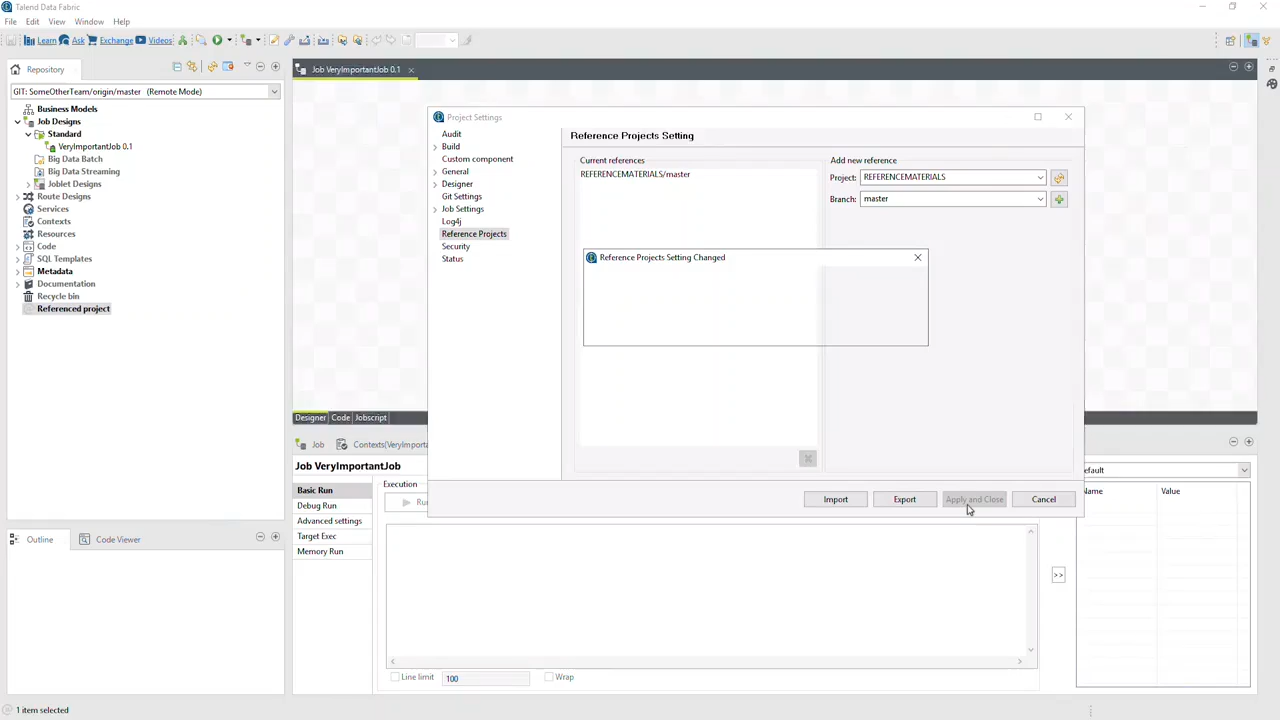 Talend Data Fabric
File Edit View Window Help
Learn Ask Exchange Videos
Repository
GIT: SomeOtherTeam/origin/master (Remote Mode)
Business Models
Job Designs
Standard
VeryImportantJob 0.1
Big Data Batch
Big Data Streaming
Joblet Designs
Route Designs
Services
Contexts
Resources
Code
SQL Templates
Metadata
Documentation
Recycle bin
Referenced project
Outline
Code Viewer
Job VeryImportantJob 0.1
Project Settings
Audit
Build
Custom component
General
Designer
Git Settings
Job Settings
Log4j
Reference Projects
Security
Status
Reference Projects Setting
Current references
REFERENCEMATERIALS/master
Add new reference
Project: REFERENCEMATERIALS
Branch: master
Reference Projects Setting Changed
Import Export Apply and Close Cancel
Designer Code Jobscript
Job Contexts(VeryImporta
Job VeryImportantJob
Basic Run
Debug Run
Advanced settings
Target Exec
Memory Run
Execution
Ru
>>
efault
Name Value
Line limit 100 Wrap
1 item selected